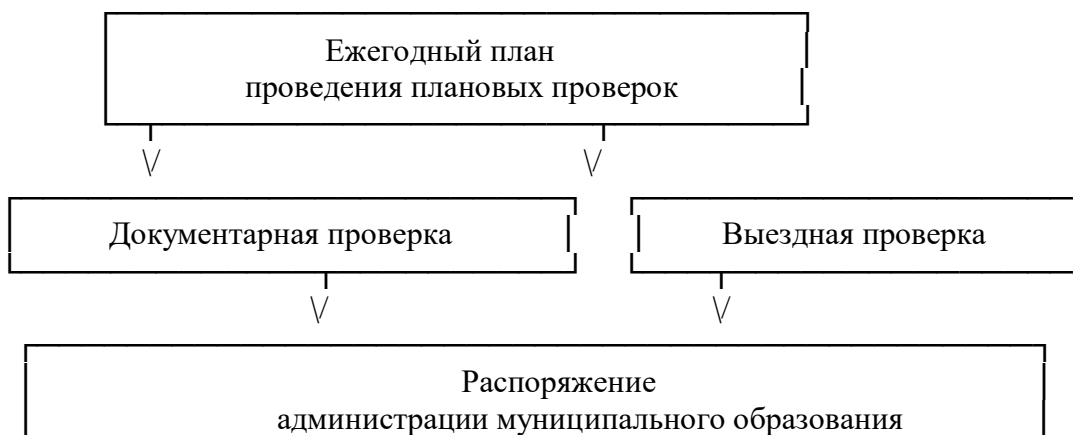 Ежегодный план
проведения плановых проверок
Документарная проверка
Выездная проверка
Распоряжение
администрации муниципального образования